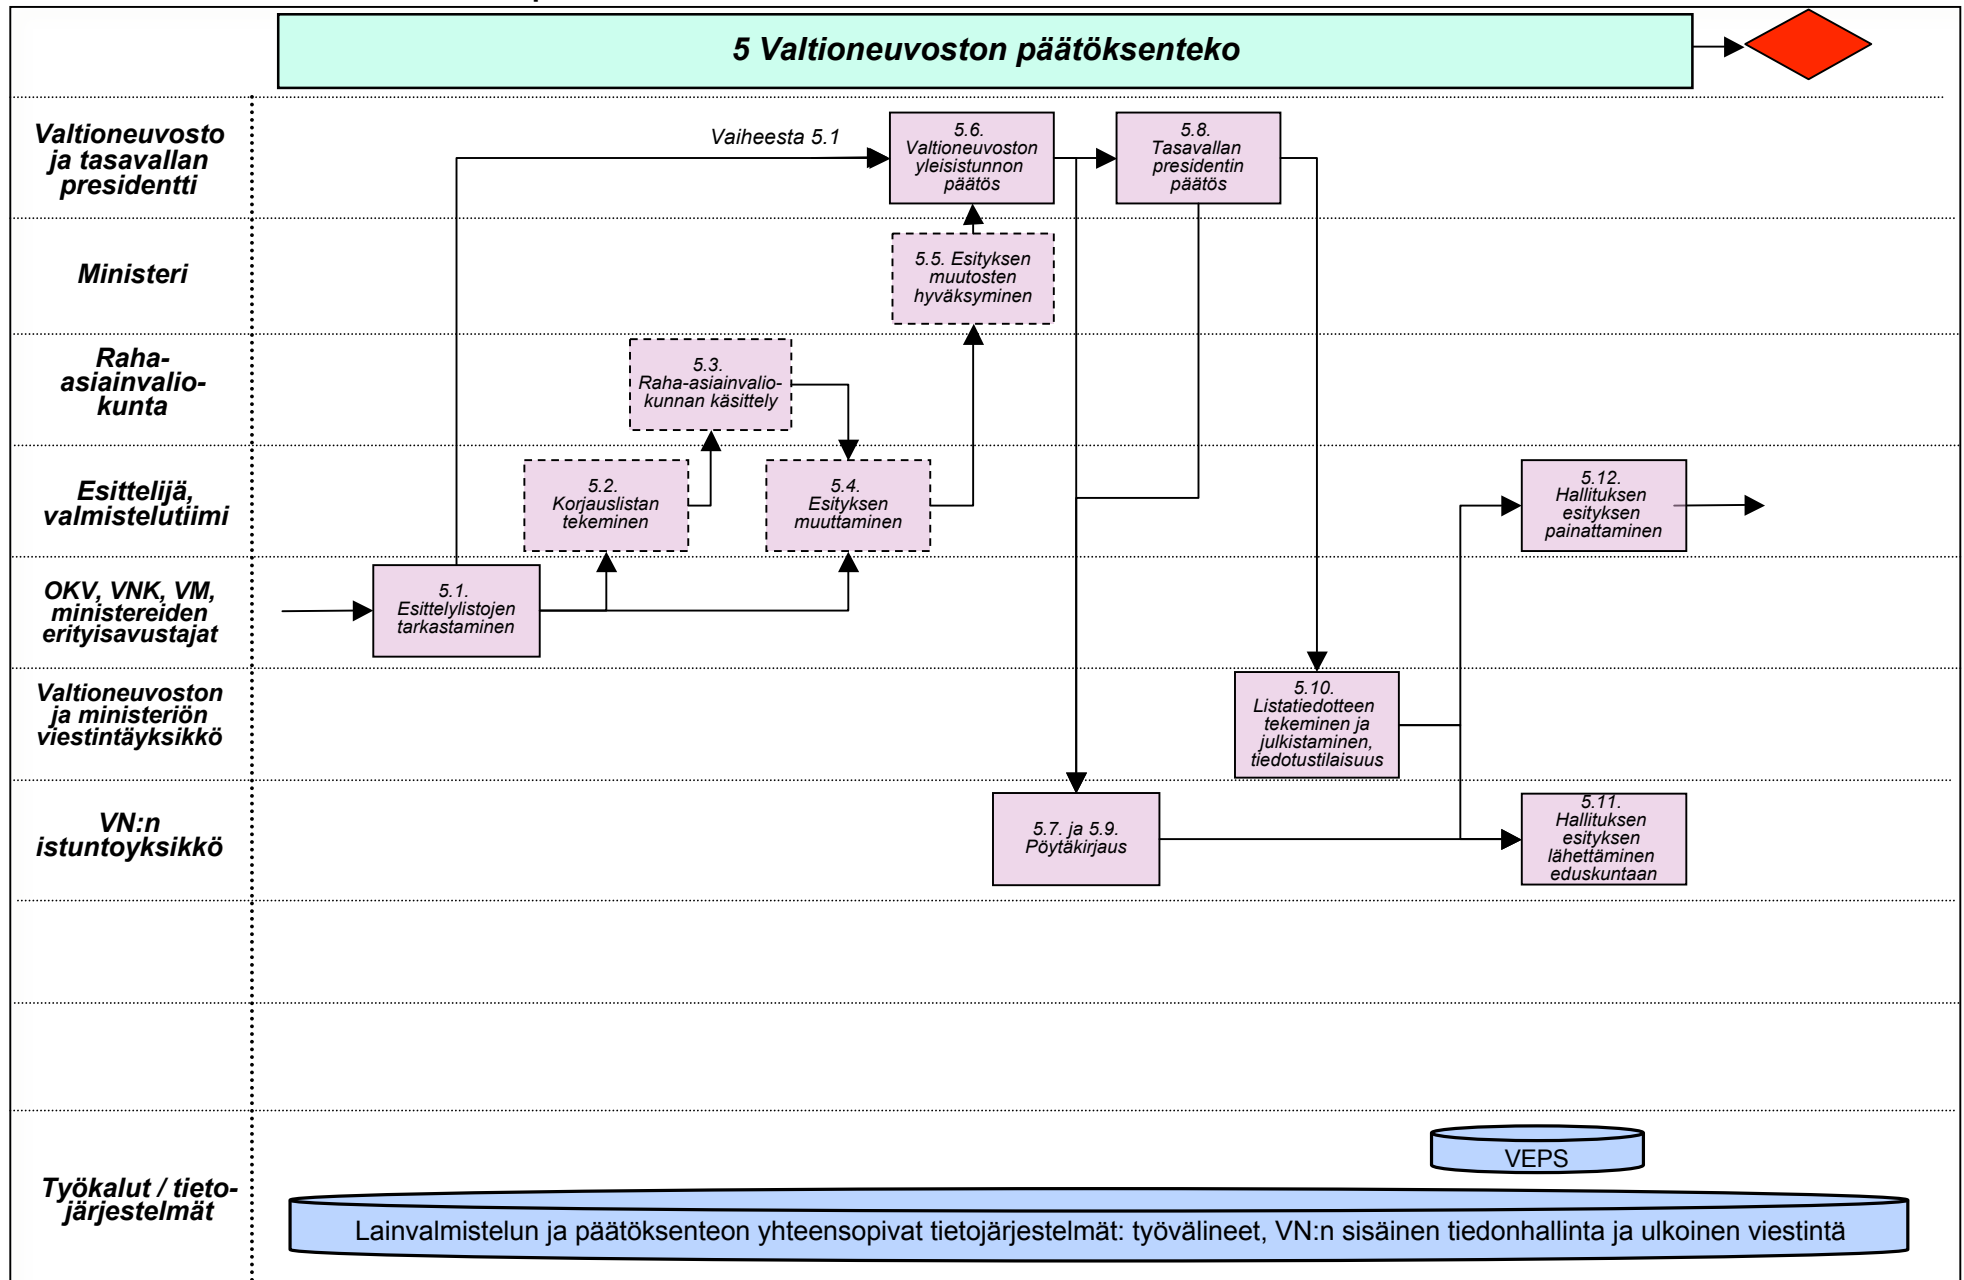 5 Valtioneuvoston päätöksenteko
Valtioneuvosto
ja tasavallan
presidentti
Vaiheesta 5.1
5.6.
Valtioneuvoston
yleisistunnon
päätös
5.8.
Tasavallan
presidentin
päätös
Ministeri
5.5. Esityksen
muutosten
hyväksyminen
Raha-
asiainvalio-
kunta
5.3.
Raha-asiainvalio-
kunnan käsittely
Esittelijä,
valmistelutiimi
5.2.
Korjauslistan
tekeminen
5.4.
Esityksen
muuttaminen
5.12.
Hallituksen
esityksen
painattaminen
OKV, VNK, VM,
ministereiden
erityisavustajat
5.1.
Esittelylistojen
tarkastaminen
Valtioneuvoston
ja ministeriön
viestintäyksikkö
5.10.
Listatiedotteen
tekeminen ja
julkistaminen,
tiedotustilaisuus
VN:n
istuntoyksikkö
5.7. ja 5.9.
Pöytäkirjaus
5.11.
Hallituksen
esityksen
lähettäminen
eduskuntaan
Työkalut / tieto-
järjestelmät
VEPS
Lainvalmistelun ja päätöksenteon yhteensopivat tietojärjestelmät: työvälineet, VN:n sisäinen tiedonhallinta ja ulkoinen viestintä